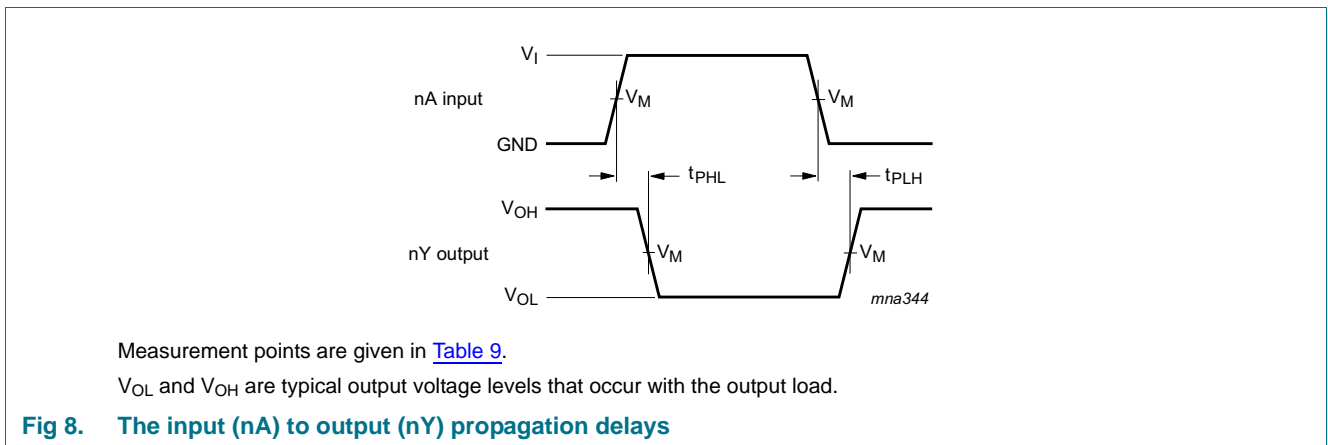 VI
nA input
VM
VM
GND
tPHL
tPLH
VOH
nY output
VM
VM
VOL
mna344
Measurement points are given in Table 9.
VOL and VOH are typical output voltage levels that occur with the output load.
Fig 8. The input (nA) to output (nY) propagation delays